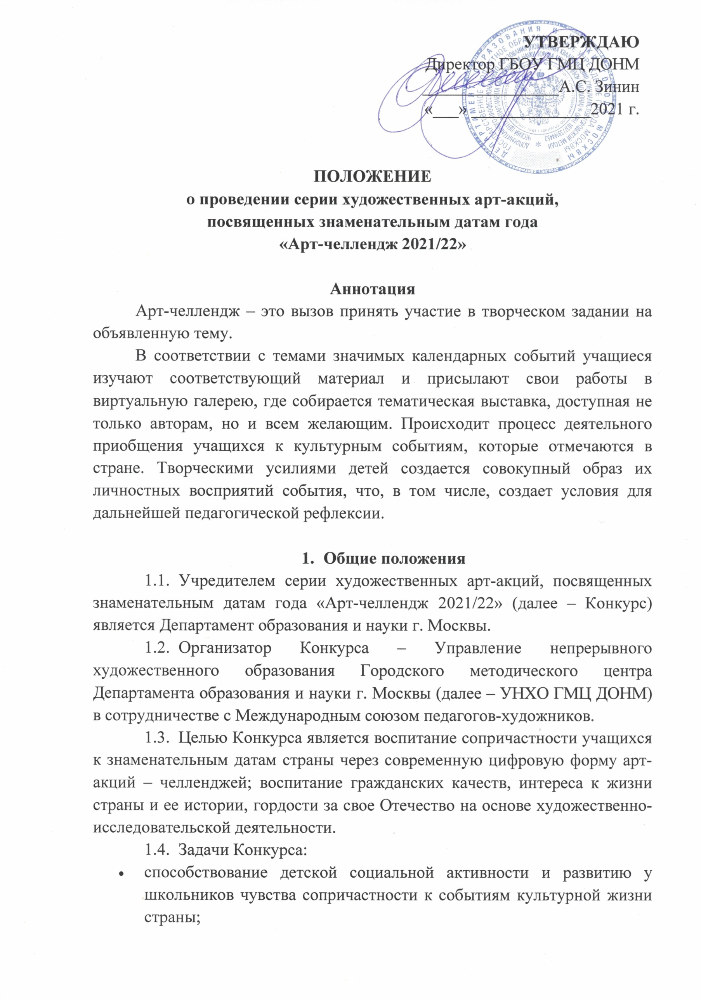 УТВЕРЖДАЮ
Директор ГБОУ ГМЦ ДОНМ
________________А.С. Зинин
«___» ______________2021 г.
ДЕПАРТАМЕНТ ОБРАЗОВАНИЯ И НАУКИ ГОРОДА МОСКВЫ
ПОЛОЖЕНИЕ
о проведении серии художественных арт-акций,
посвященных знаменательным датам года
«Арт-челлендж 2021/22»
Аннотация
Арт-челлендж – это вызов принять участие в творческом задании на
объявленную тему.
В соответствии с темами значимых календарных событий учащиеся
изучают соответствующий материал и присылают свои работы в
виртуальную галерею, где собирается тематическая выставка, доступная не
только авторам, но и всем желающим. Происходит процесс деятельного
приобщения учащихся к культурным событиям, которые отмечаются в
стране. Творческими усилиями детей создается совокупный образ их
личностных восприятий события, что, в том числе, создает условия для
дальнейшей педагогической рефлексии.
1. Общие положения
1.1. Учредителем серии художественных арт-акций, посвященных
знаменательным датам года «Арт-челлендж 2021/22» (далее – Конкурс)
является Департамент образования и науки г. Москвы.
1.2. Организатор Конкурса – Управление непрерывного
художественного образования Городского методического центра
Департамента образования и науки г. Москвы (далее – УНХО ГМЦ ДОНМ)
в сотрудничестве с Международным союзом педагогов-художников.
1.3. Целью Конкурса является воспитание сопричастности учащихся
к знаменательным датам страны через современную цифровую форму арт-
акций – челленджей; воспитание гражданских качеств, интереса к жизни
страны и ее истории, гордости за свое Отечество на основе художественно-
исследовательской деятельности.
1.4. Задачи Конкурса:
• способствование детской социальной активности и развитию у
школьников чувства сопричастности к событиям культурной жизни
страны;